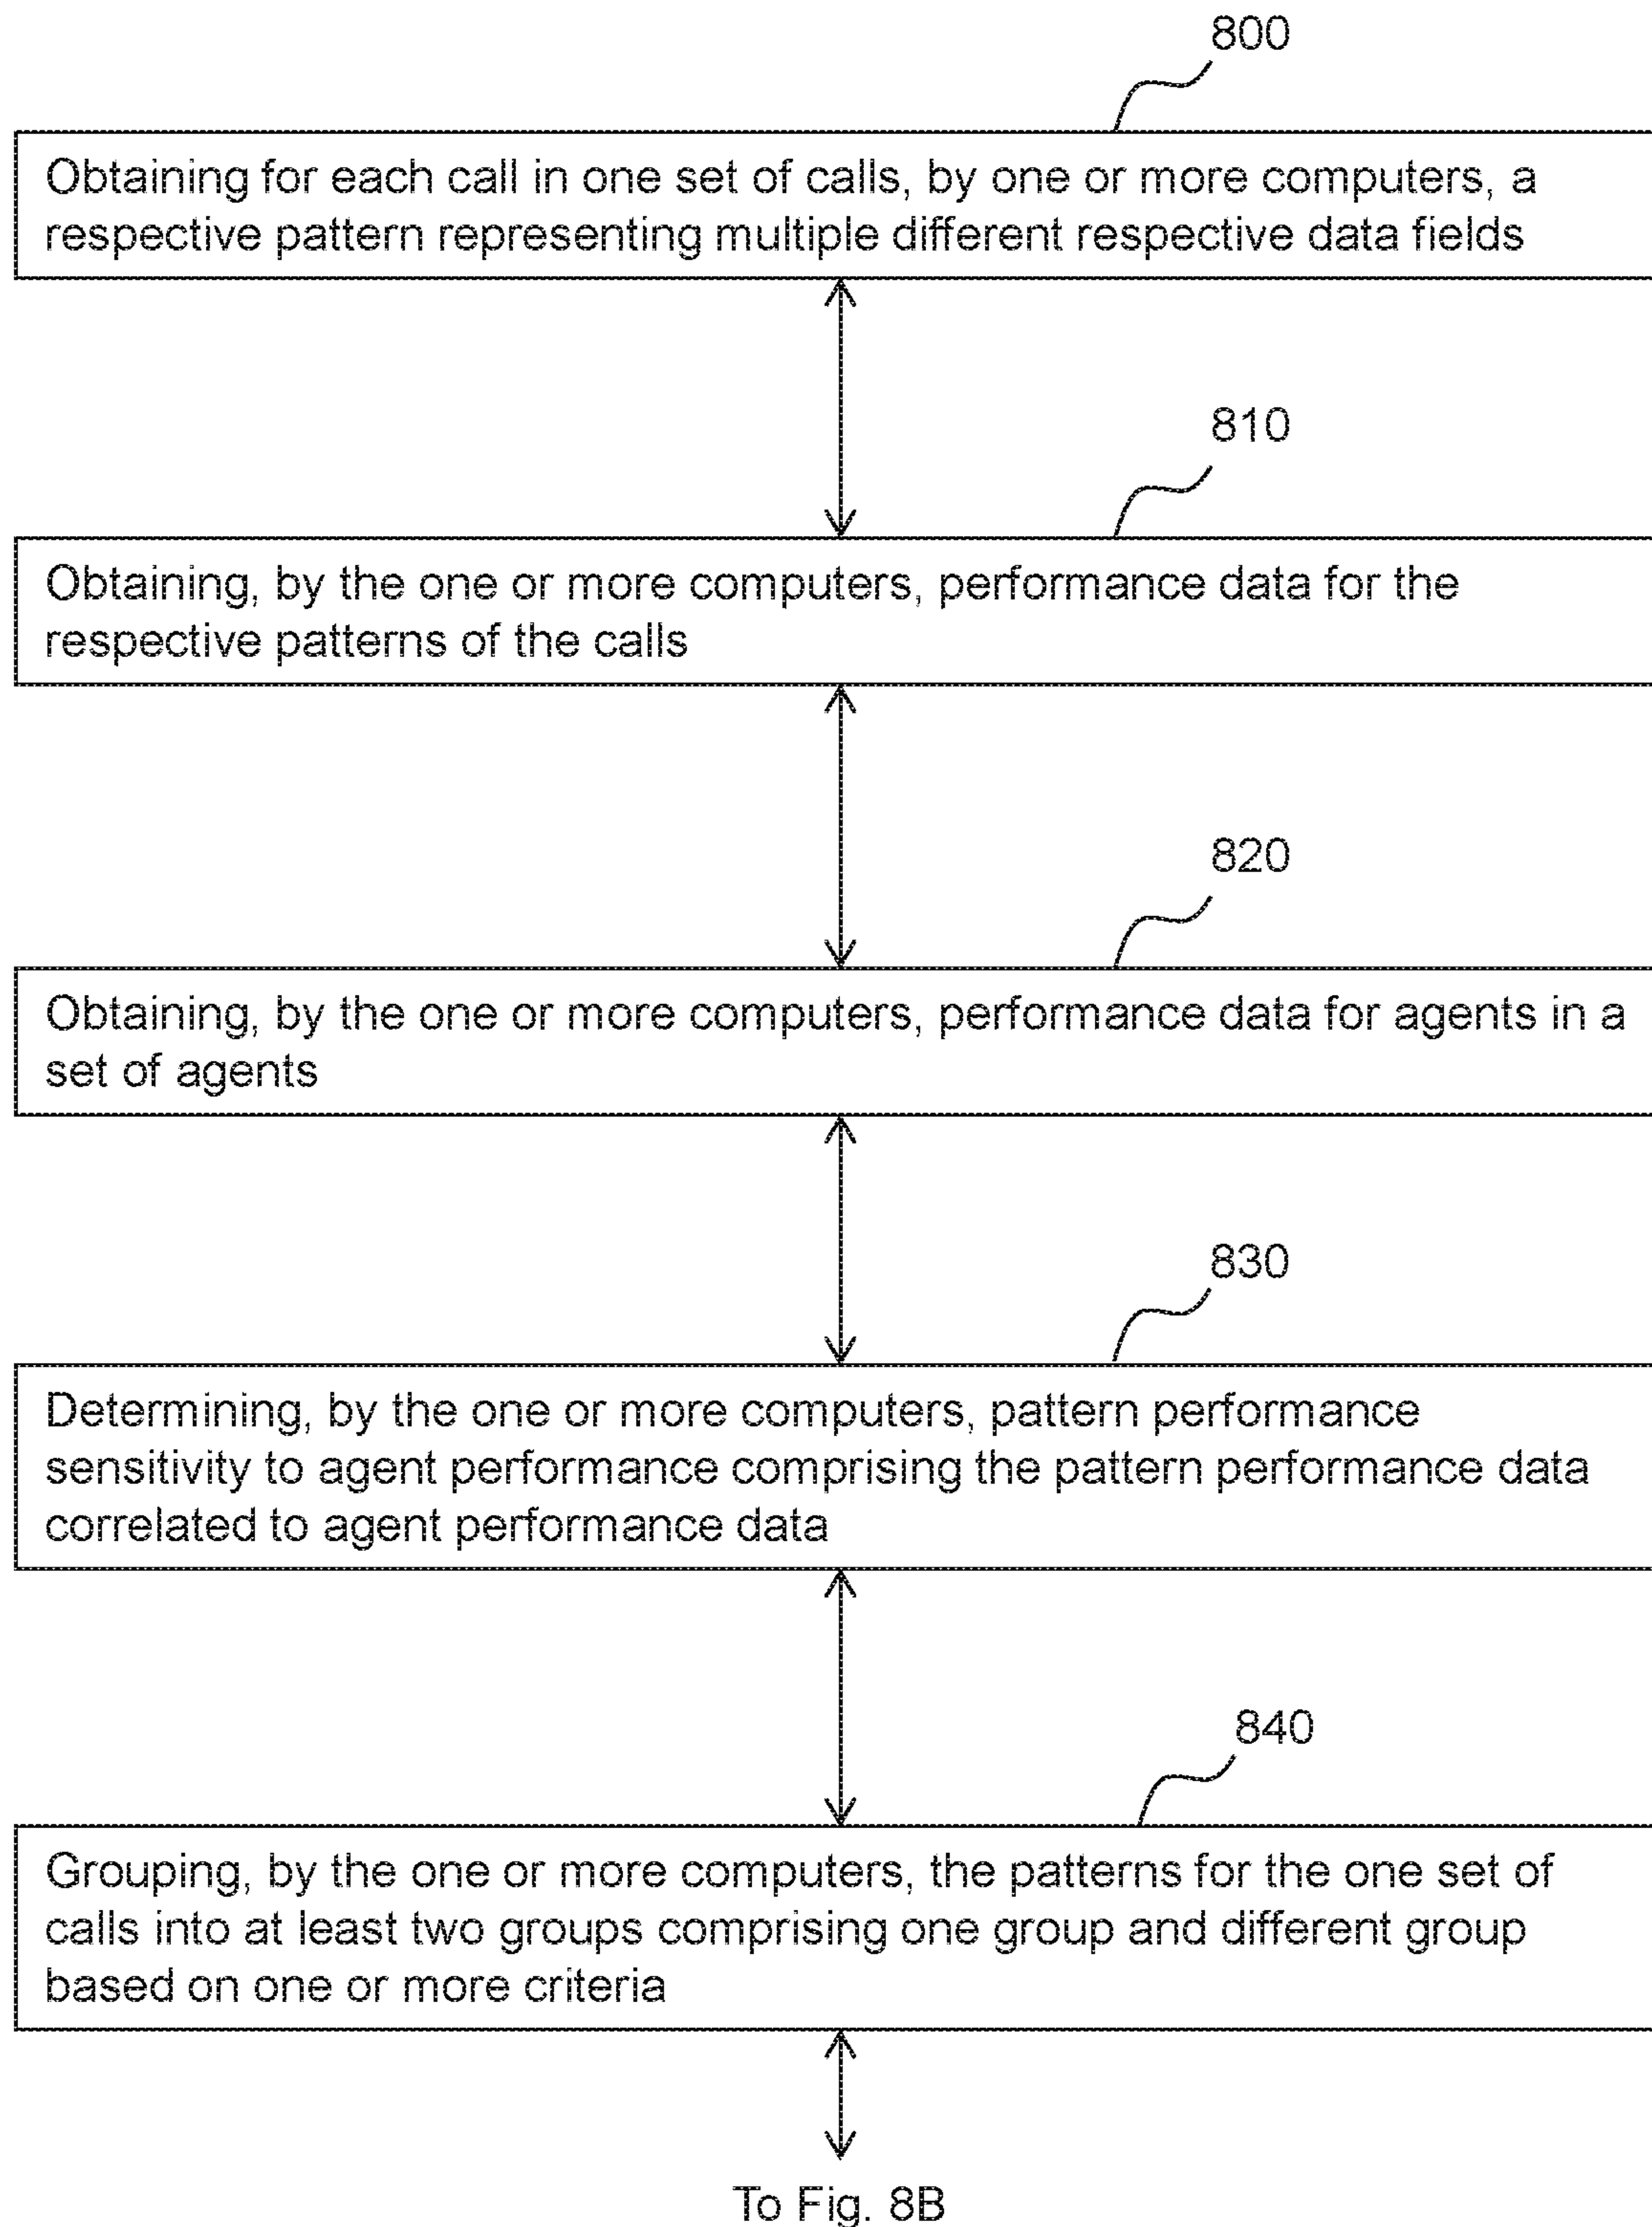 800
Obtaining for each call in one set of calls, by one or more computers, a
respective pattern representing multiple different respective data fields
810
Obtaining, by the one or more computers, performance data for the
respective patterns of the calls
820
Obtaining, by the one or more computers, performance data for agents in a
set of agents
830
Determining, by the one or more computers, pattern performance
sensitivity to agent performance comprising the pattern performance data
correlated to agent performance data
840
Grouping, by the one or more computers, the patterns for the one set of
calls into at least two groups comprising one group and different group
based on one or more criteria
To Fig. 8B